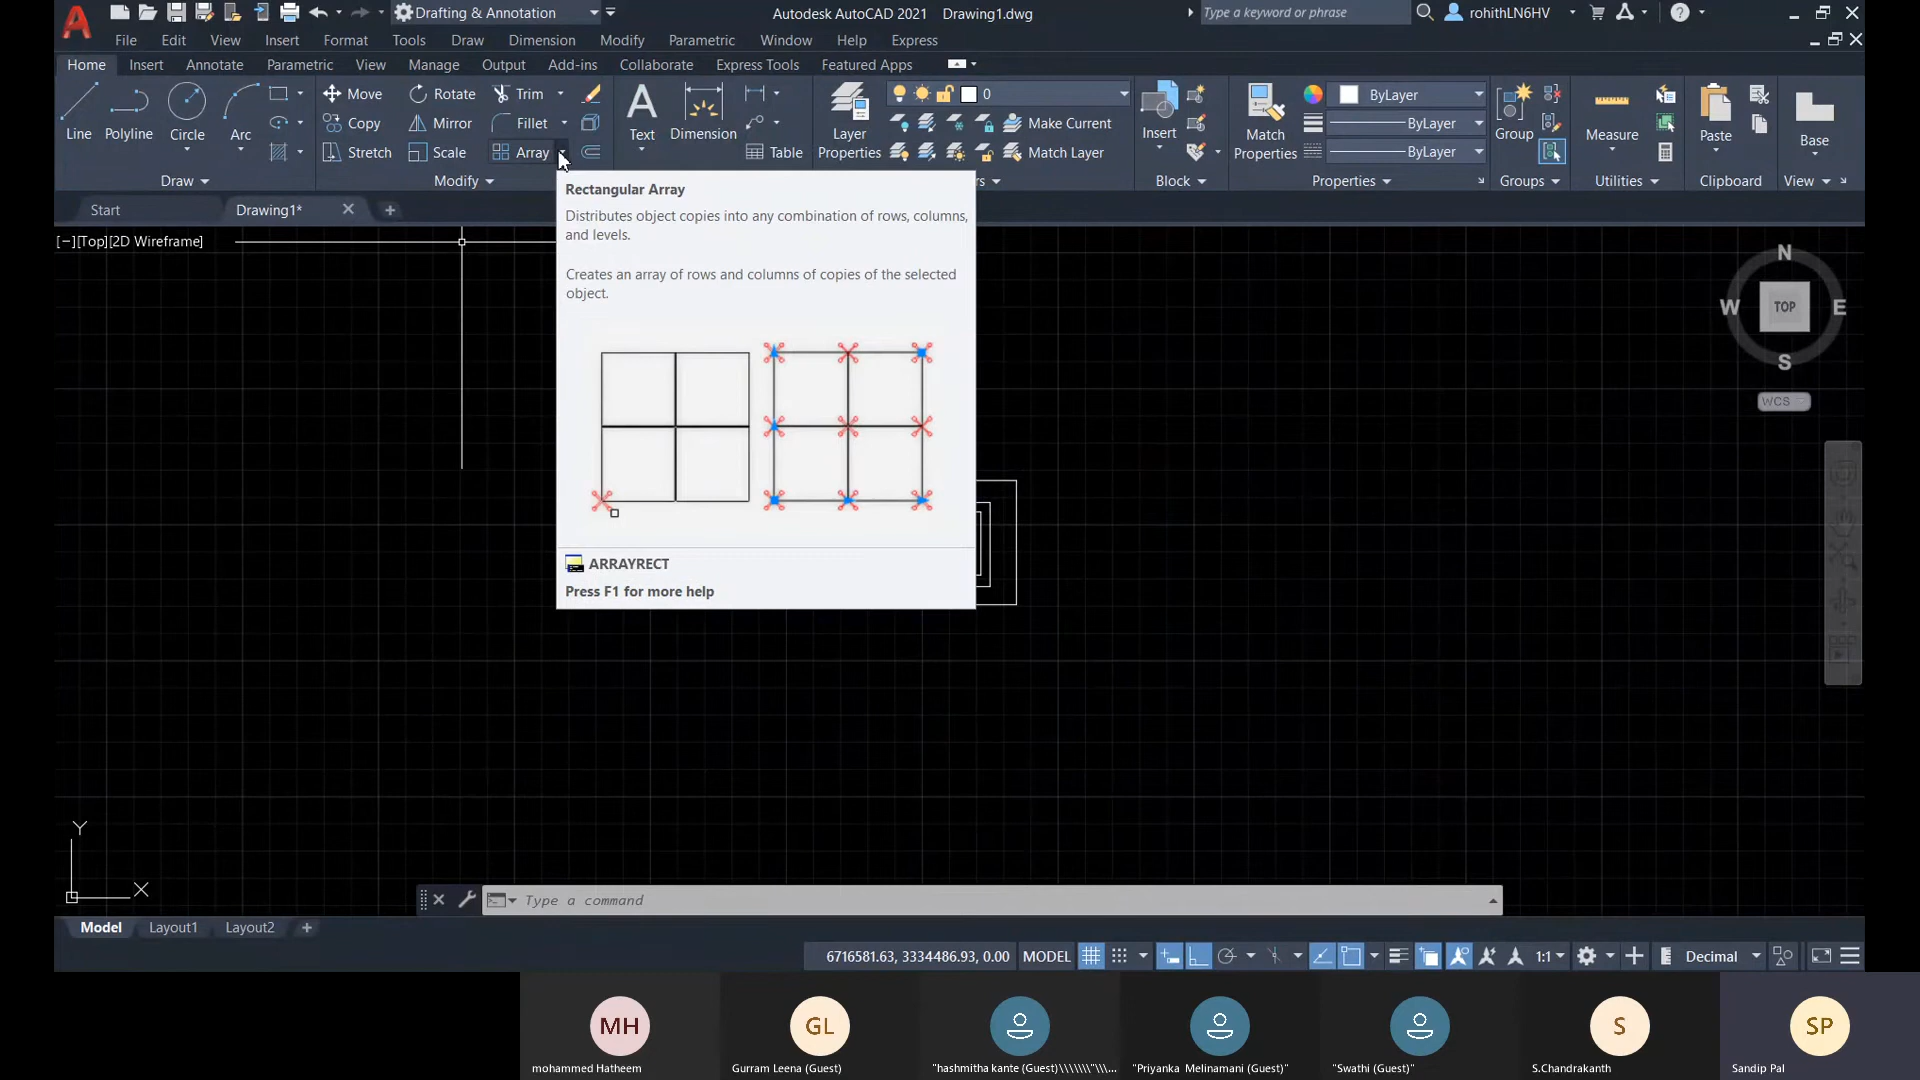 Drafting & Annotation
Autodesk AutoCAD 2021 Drawing1.dwg
Type a keyword or phrase
rohithLN6HV
File Edit View Insert Format Tools Draw Dimension Modify Parametric Window Help Express
Home Insert Annotate Parametric View Manage Output Add-ins Collaborate Express Tools Featured Apps
Line Polyline Circle Arc
Draw
Move Rotate Trim
Copy Mirror Fillet
Stretch Scale Array
Modify
Text Dimension
Table
Layer
Properties
0
Make Current
Match Layer
rs
Insert
Block
Match
Properties
ByLayer
ByLayer
ByLayer
Properties
Group
Groups
Measure
Utilities
Paste
Clipboard
Base
View
Start Drawing1*
[−][Top][2D Wireframe]
Rectangular Array
Distributes object copies into any combination of rows, columns,
and levels.
Creates an array of rows and columns of copies of the selected
object.
ARRAYRECT
Press F1 for more help
N
W TOP E
S
WCS
Y
X
Type a command
Model Layout1 Layout2
6716581.63, 3334486.93, 0.00 MODEL 1:1 Decimal
MH GL S SP
mohammed Hatheem Gurram Leena (Guest) "hashmitha kante (Guest)\\\\\\\"\\... "Priyanka Melinamani (Guest)" "Swathi (Guest)" S.Chandrakanth Sandip Pal